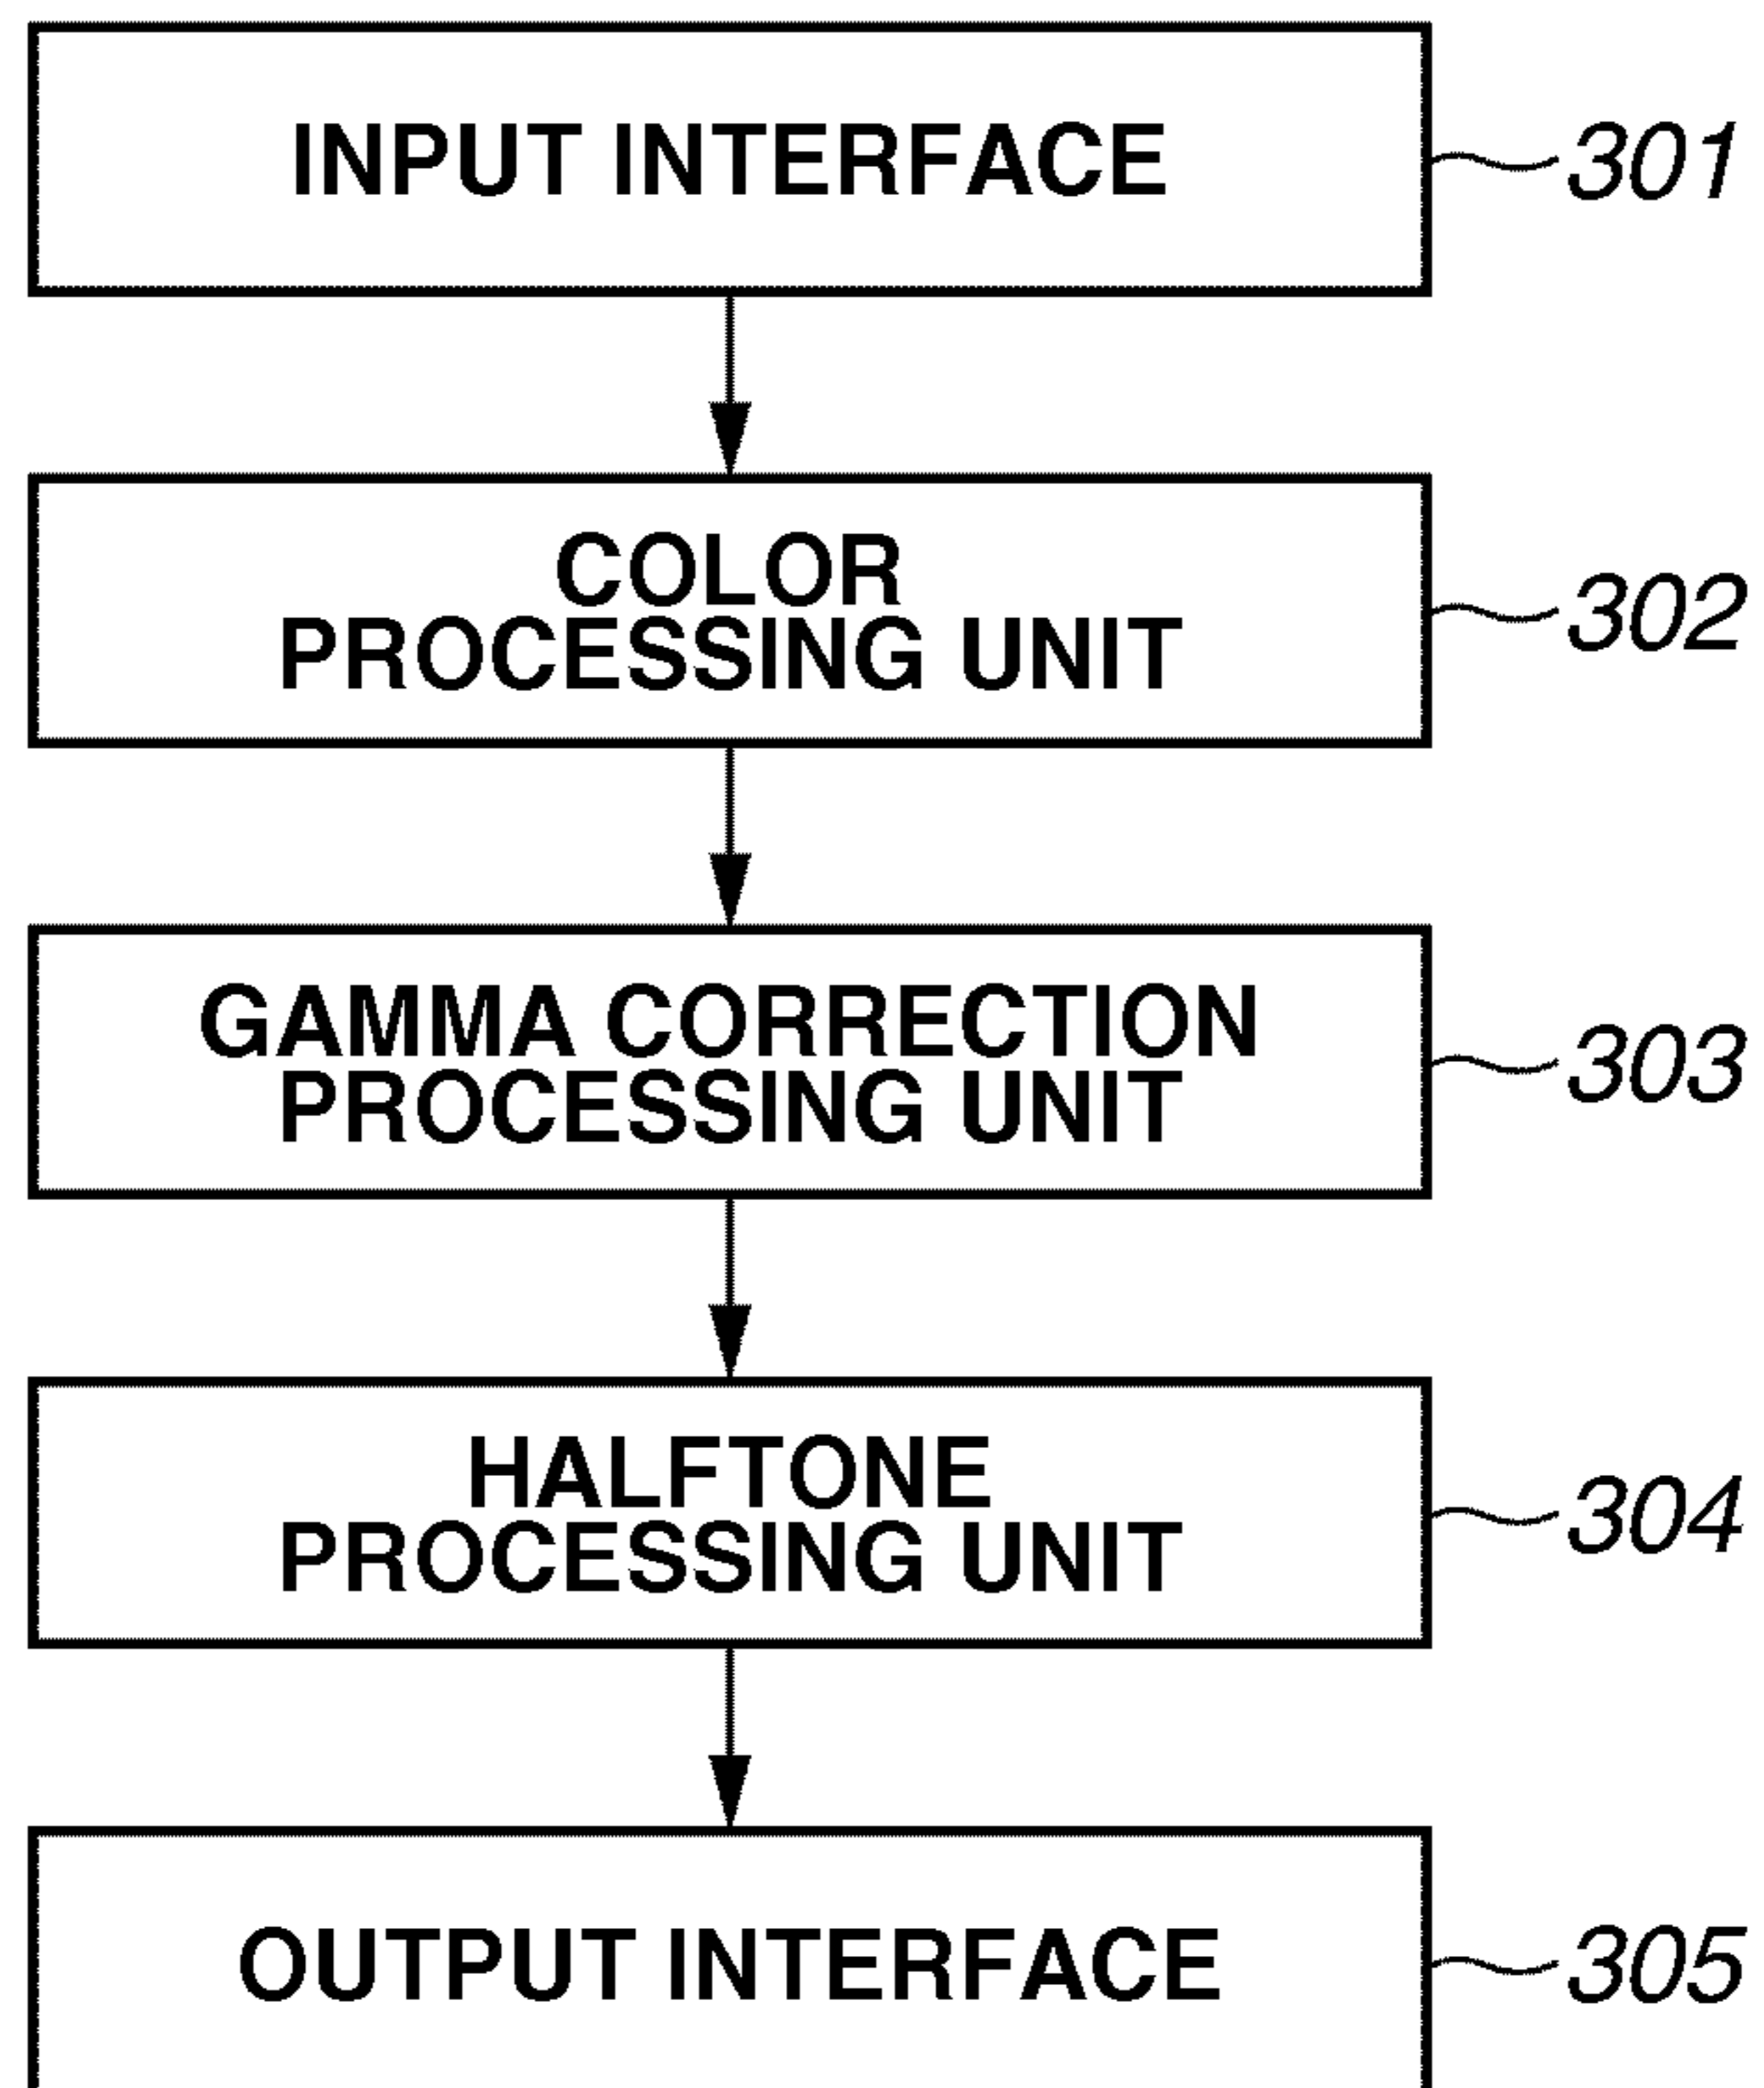 INPUT INTERFACE
301
COLOR
PROCESSING UNIT
302
GAMMA CORRECTION
PROCESSING UNIT
303
HALFTONE
PROCESSING UNIT
304
OUTPUT INTERFACE
305